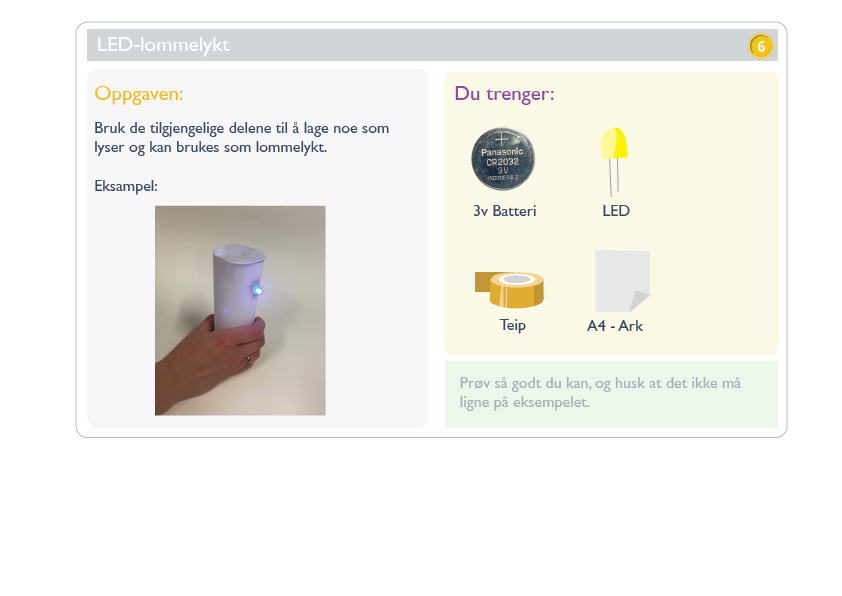 LED-lommelykt
6
Oppgaven:
Bruk de tilgjengelige delene til å lage noe som
lyser og kan brukes som lommelykt.
Eksampel:
Du trenger:
Panasonic
CR2032
3V
INDONESIA
3v Batteri
LED
Teip
A4 - Ark
Prøv så godt du kan, og husk at det ikke må
ligne på eksempelet.